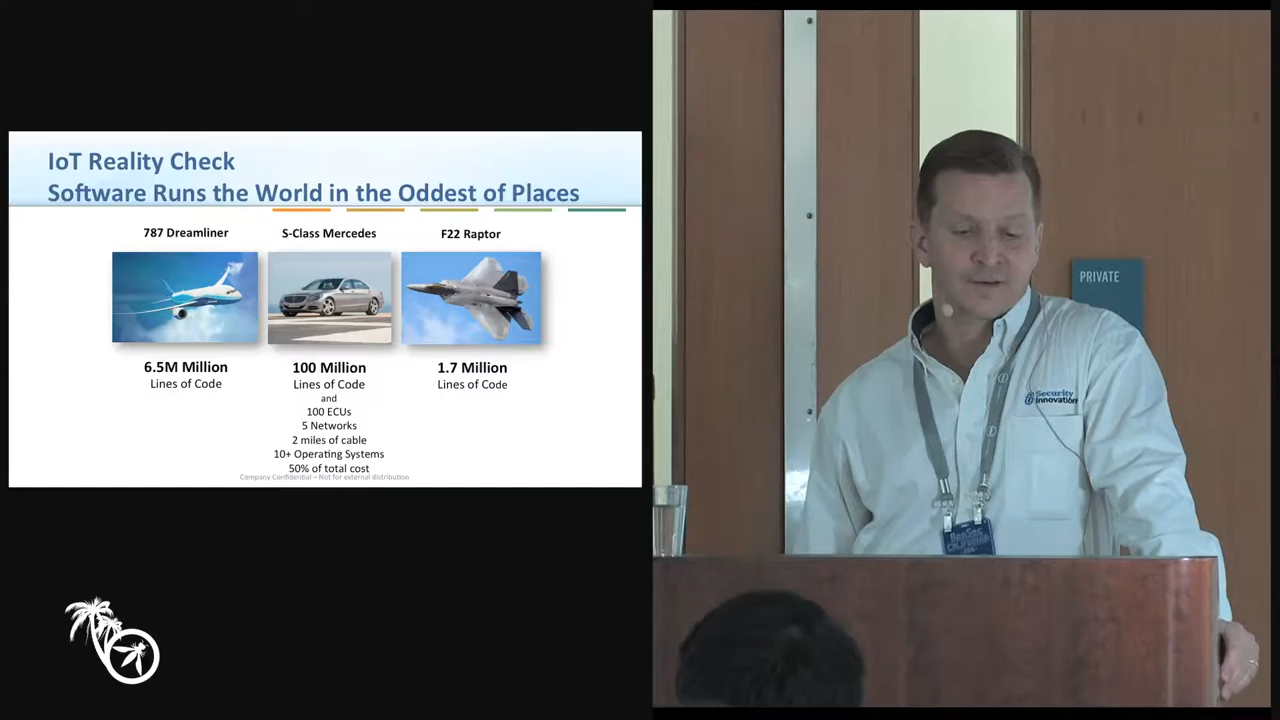 IoT Reality Check
Software Runs the World in the Oddest of Places
787 Dreamliner
S-Class Mercedes
F22 Raptor
6.5M Million
Lines of Code
100 Million
Lines of Code
and
100 ECUs
5 Networks
2 miles of cable
10+ Operating Systems
50% of total cost
1.7 Million
Lines of Code
Company Confidential – Not for external distribution
PRIVATE
Security
Innovation
AppSec
CALIFORNIA